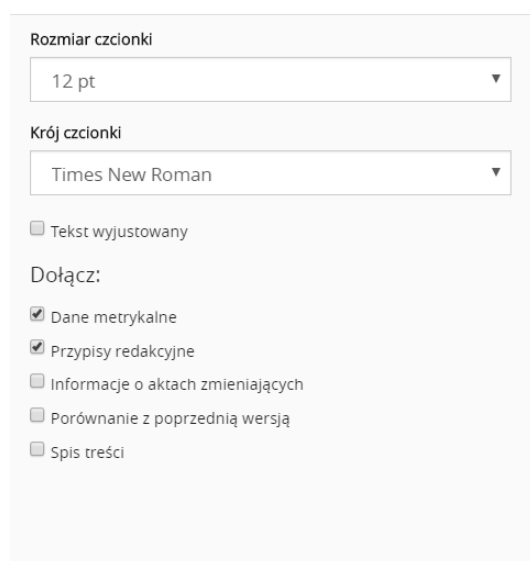 Rozmiar czcionki
12 pt
Krój czcionki
Times New Roman
Tekst wyjustowany
Dołącz:
Dane metrykalne
Przypisy redakcyjne
Informacje o aktach zmieniających
Porównanie z poprzednią wersją
Spis treści